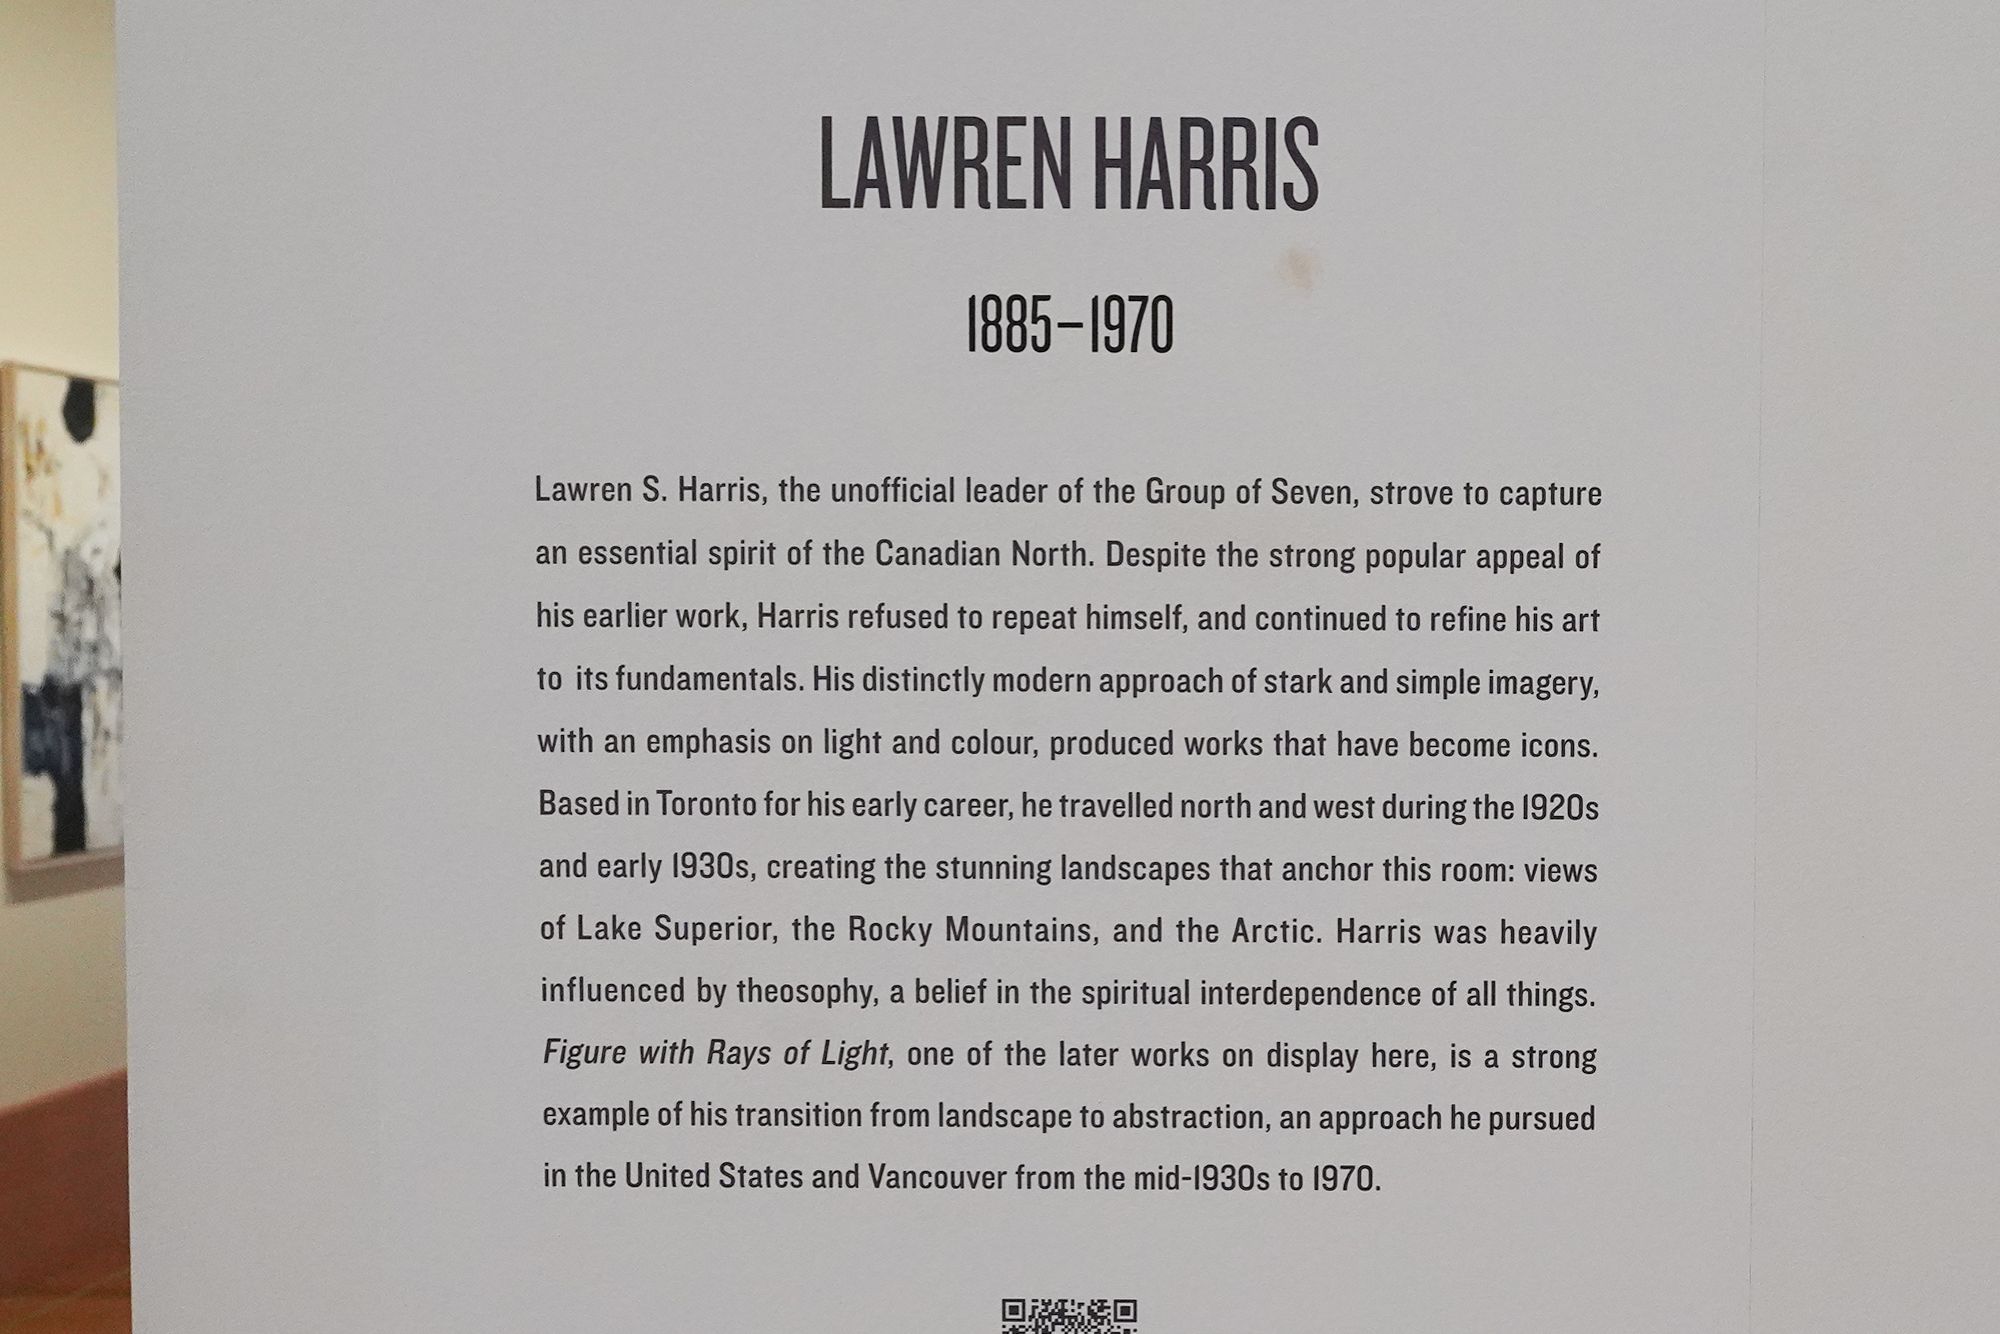 LAWREN HARRIS
1885–1970
Lawren S. Harris, the unofficial leader of the Group of Seven, strove to capture
an essential spirit of the Canadian North. Despite the strong popular appeal of
his earlier work, Harris refused to repeat himself, and continued to refine his art
to its fundamentals. His distinctly modern approach of stark and simple imagery,
with an emphasis on light and colour, produced works that have become icons.
Based in Toronto for his early career, he travelled north and west during the 1920s
and early 1930s, creating the stunning landscapes that anchor this room: views
of Lake Superior, the Rocky Mountains, and the Arctic. Harris was heavily
influenced by theosophy, a belief in the spiritual interdependence of all things.
Figure with Rays of Light, one of the later works on display here, is a strong
example of his transition from landscape to abstraction, an approach he pursued
in the United States and Vancouver from the mid-1930s to 1970.